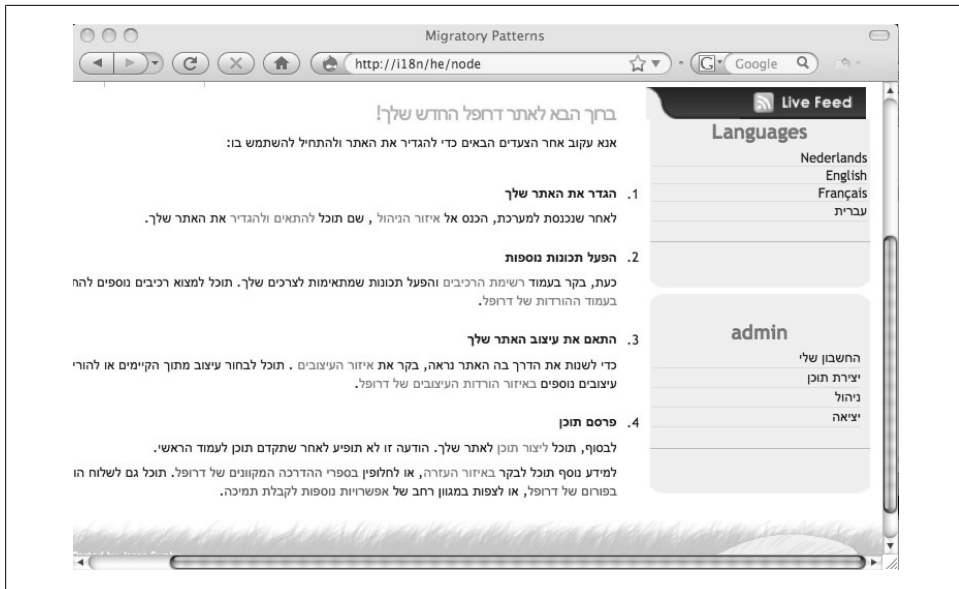 Migratory Patterns
http://i18n/he/node
Google
Live Feed
Languages
Nederlands
English
Français
עברית
admin
החשבון שלי
יצירת תוכן
ניהול
יציאה
ברוך הבא לאתר דרופל החדש שלך!
אנא עקוב אחר הצעדים הבאים כדי להגדיר את האתר ולהתחיל להשתמש בו:
1. הגדר את האתר שלך
לאחר שנכנסת למערכת, הכנס אל איזור הניהול , שם תוכל להתאים ולהגדיר את האתר שלך.
2. הפעל תכונות נוספות
כעת, בקר בעמוד רשימת הרכיבים והפעל תכונות שמתאימות לצרכים שלך. תוכל למצוא רכיבים נוספים
בעמוד ההורדות של דרופל.
3. התאם את עיצוב האתר שלך
כדי לשנות את הדרך בה האתר נראה, בקר את איזור העיצובים . תוכל לבחור עיצוב מתוך הקיימים או
עיצובים נוספים באיזור הורדות העיצובים של דרופל.
4. פרסם תוכן
לבסוף, תוכל ליצור תוכן לאתר שלך. הודעה זו לא תופיע לאחר שתקדם תוכן לעמוד הראשי.
למידע נוסף תוכל לבקר באיזור העזרה, או לחלופין בספרי ההדרכה המקוונים של דרופל. תוכל גם לשלוח
בפורום של דרופל, או לצפות במגוון רחב של אפשרויות נוספות לקבלת תמיכה.